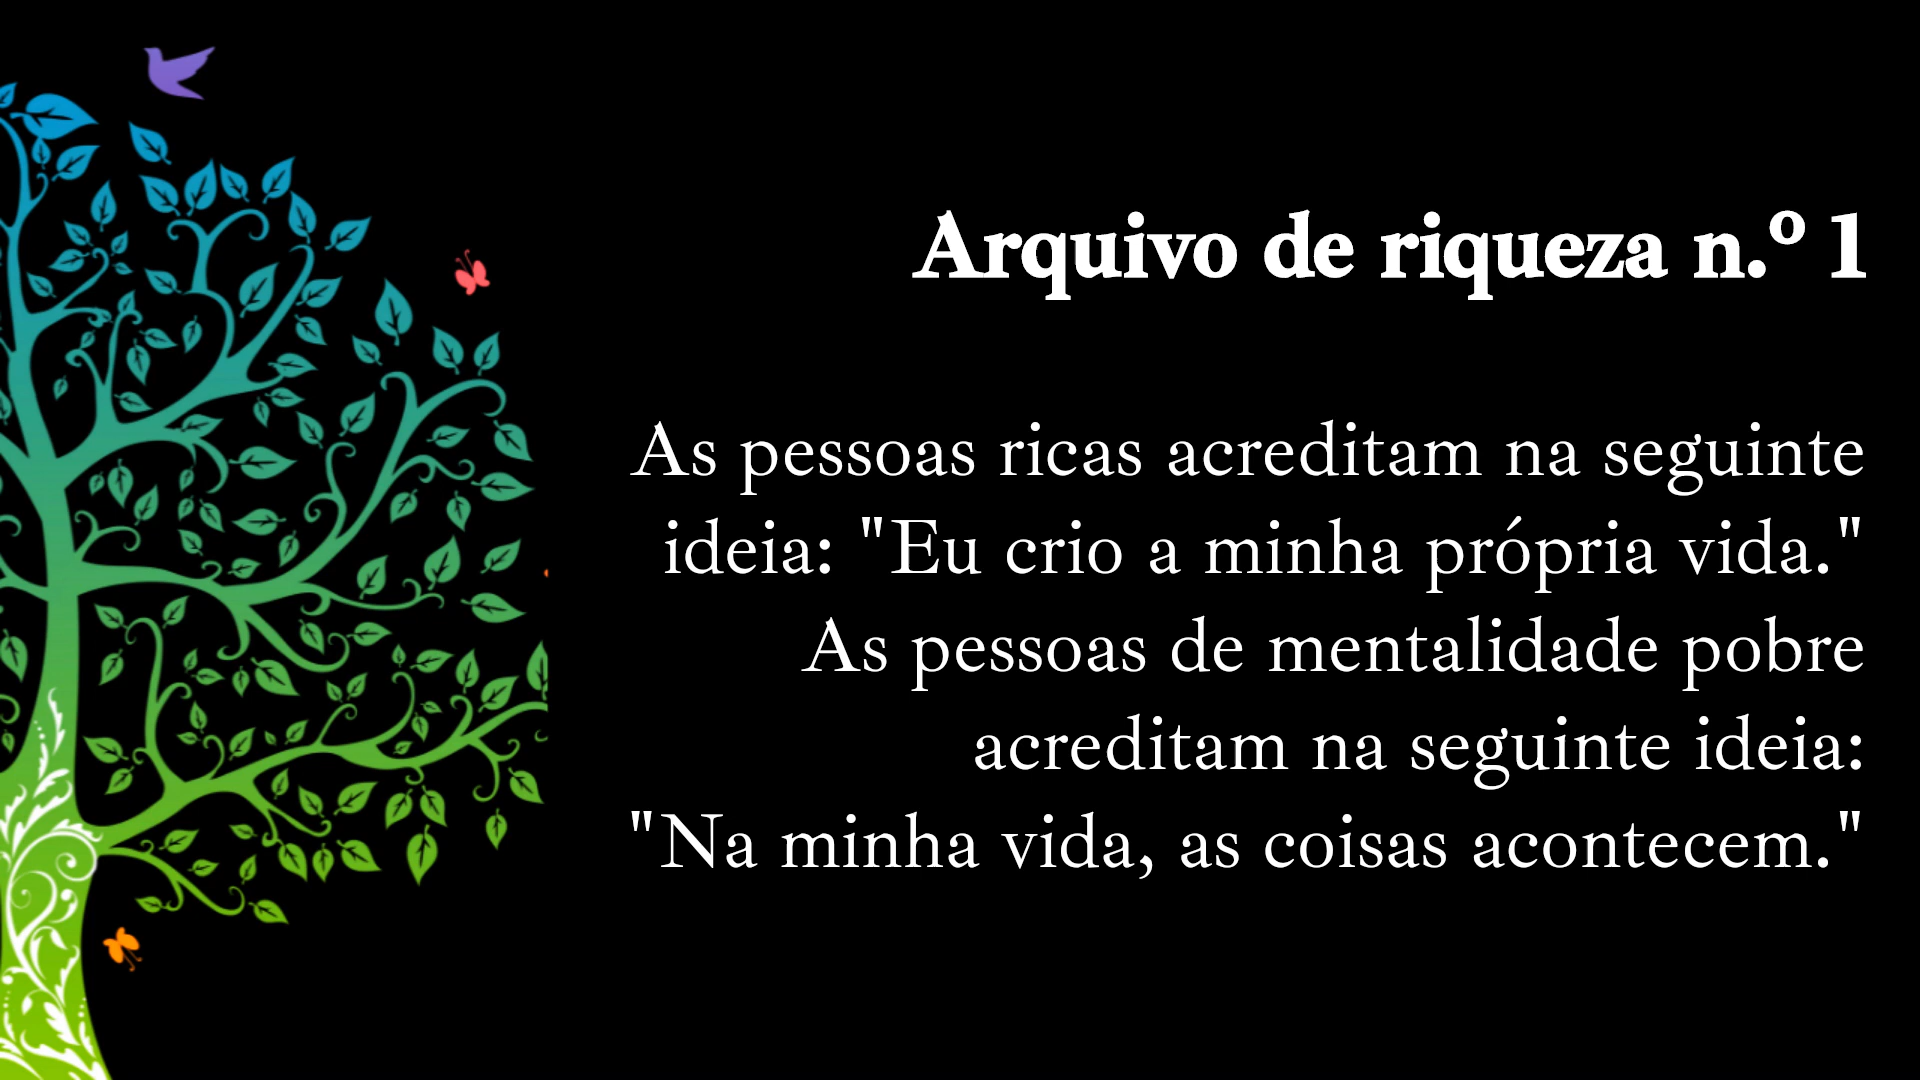 Arquivo de riqueza n.º 1
As pessoas ricas acreditam na seguinte
ideia: "Eu crio a minha própria vida."
As pessoas de mentalidade pobre
acreditam na seguinte ideia:
"Na minha vida, as coisas acontecem."